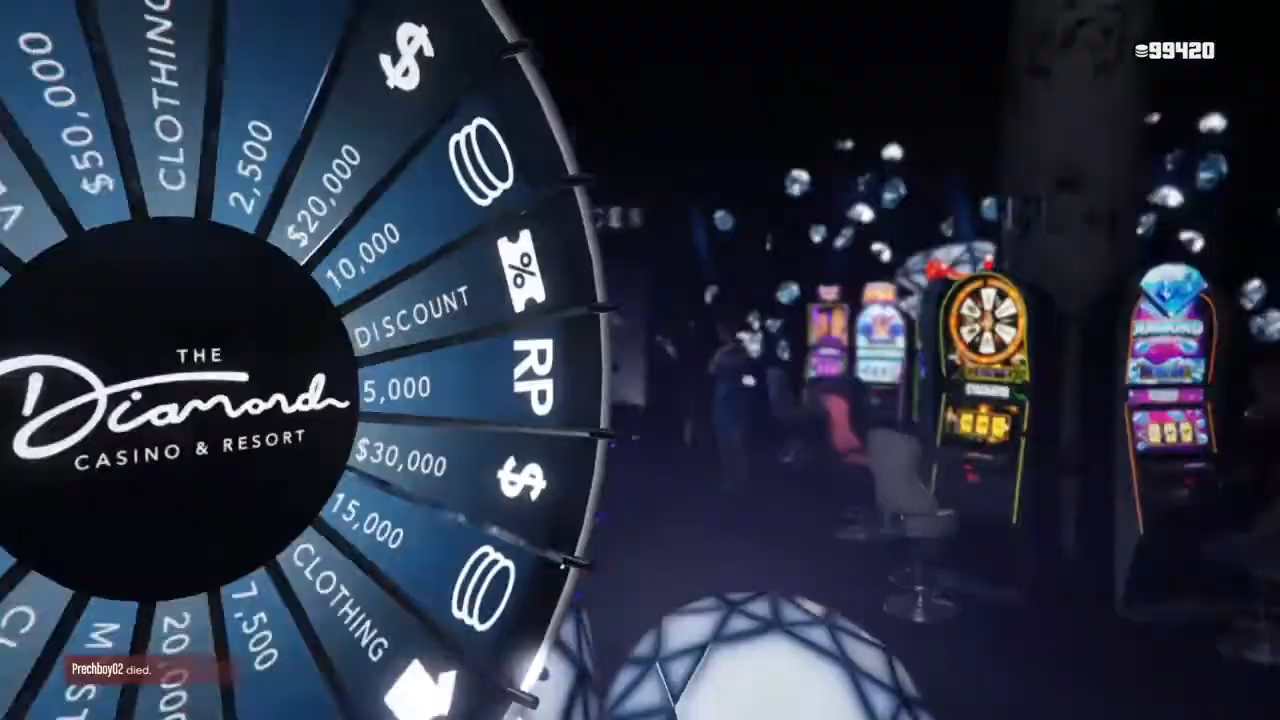 99420
$50,000
CLOTHING
2,500
$20,000
10,000
DISCOUNT
%
5,000
RP
$30,000
$
15,000
CLOTHING
7,500
20,000
THE
Diamond
CASINO & RESORT
Prechboy02 died.